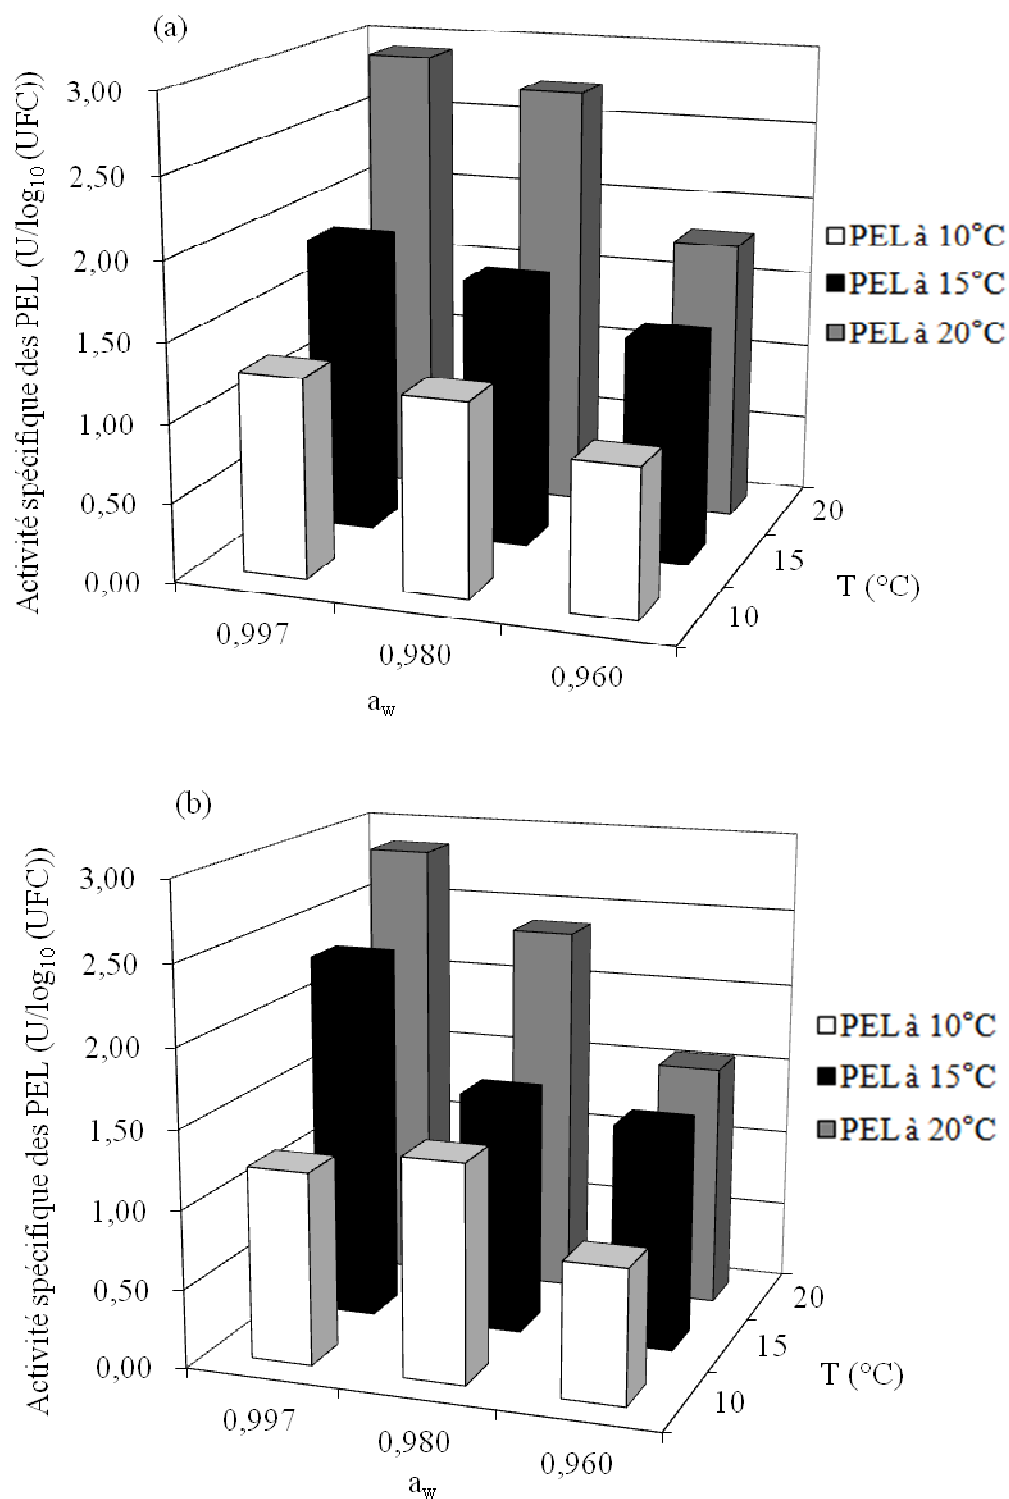 (a)
Activité spécifique des PEL (U/log10 (UFC))
3,00
2,50
2,00
1,50
1,00
0,50
0,00
0,997
0,980
0,960
aw
10
15
20
T (°C)
PEL à 10°C
PEL à 15°C
PEL à 20°C
(b)
Activité spécifique des PEL (U/log10 (UFC))
3,00
2,50
2,00
1,50
1,00
0,50
0,00
0,997
0,980
0,960
aw
10
15
20
T (°C)
PEL à 10°C
PEL à 15°C
PEL à 20°C